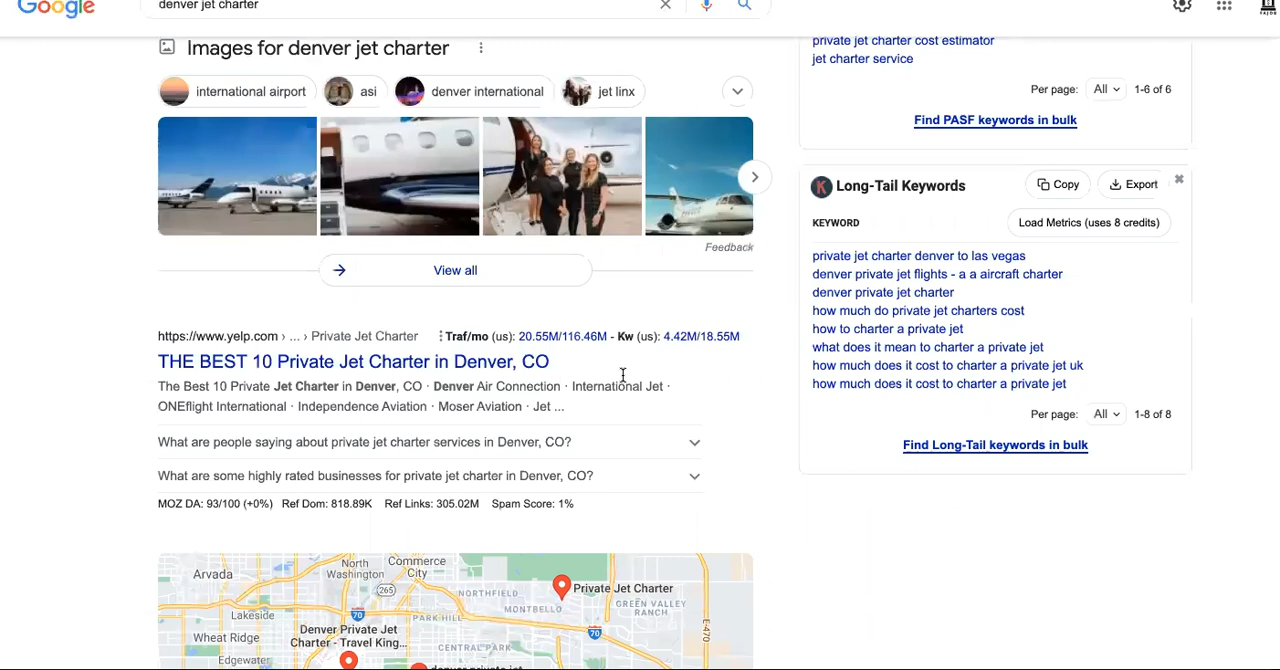 Google
denver jet charter
Images for denver jet charter
international airport
asi
denver international
jet linx
Feedback
View all
https://www.yelp.com › ... › Private Jet Charter
Traf/mo (us): 20.55M/116.46M - Kw (us): 4.42M/18.55M
THE BEST 10 Private Jet Charter in Denver, CO
The Best 10 Private Jet Charter in Denver, CO · Denver Air Connection · International Jet ·
ONEflight International · Independence Aviation · Moser Aviation · Jet ...
What are people saying about private jet charter services in Denver, CO?
What are some highly rated businesses for private jet charter in Denver, CO?
MOZ DA: 93/100 (+0%) Ref Dom: 818.89K Ref Links: 305.02M Spam Score: 1%
Arvada
North
Washington
Commerce
City
265
NORTHFIELD
MONTBELLO
Private Jet Charter
GREEN VALLEY
RANCH
E-470
Lakeside
70
PARK HILL
70
Wheat Ridge
Denver Private Jet
Charter - Travel King...
CENTRAL PARK
Edgewater
denver private jet
private jet charter cost estimator
jet charter service
Per page: All 1-6 of 6
Find PASF keywords in bulk
K Long-Tail Keywords
Copy
Export
KEYWORD
Load Metrics (uses 8 credits)
private jet charter denver to las vegas
denver private jet flights - a a aircraft charter
denver private jet charter
how much do private jet charters cost
how to charter a private jet
what does it mean to charter a private jet
how much does it cost to charter a private jet uk
how much does it cost to charter a private jet
Per page: All 1-8 of 8
Find Long-Tail keywords in bulk